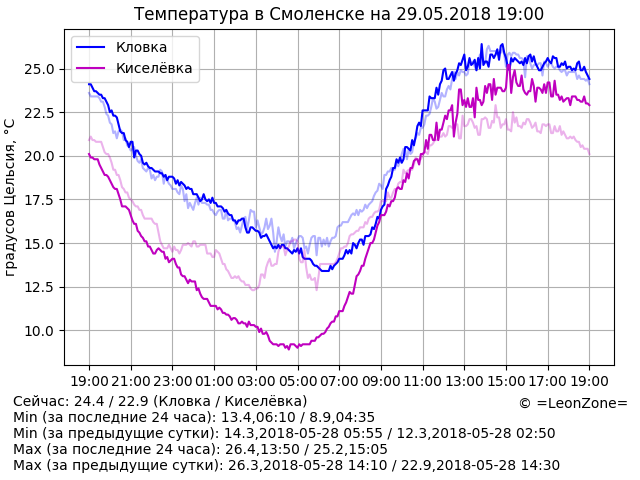 Температура в Смоленске на 29.05.2018 19:00
Кловка
Киселёвка
градусов Цельсия, °C
25.0
22.5
20.0
17.5
15.0
12.5
10.0
19:00 21:00 23:00 01:00 03:00 05:00 07:00 09:00 11:00 13:00 15:00 17:00 19:00
Сейчас: 24.4 / 22.9 (Кловка / Киселёвка)
© =LeonZone=
Min (за последние 24 часа): 13.4,06:10 / 8.9,04:35
Min (за предыдущие сутки): 14.3,2018-05-28 05:55 / 12.3,2018-05-28 02:50
Max (за последние 24 часа): 26.4,13:50 / 25.2,15:05
Max (за предыдущие сутки): 26.3,2018-05-28 14:10 / 22.9,2018-05-28 14:30